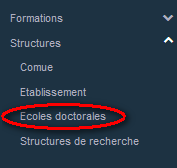 Formations
Structures
Comue
Etablissement
Ecoles doctorales
Structures de recherche